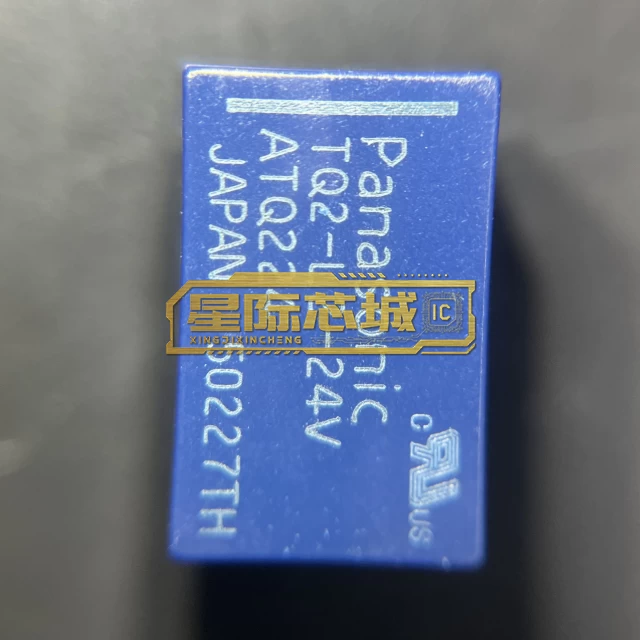 Panasonic
TQ2-L -24V
ATQ22
JAPAN 0227TH
C US
星际芯城 IC
XINGJIXINCHENG